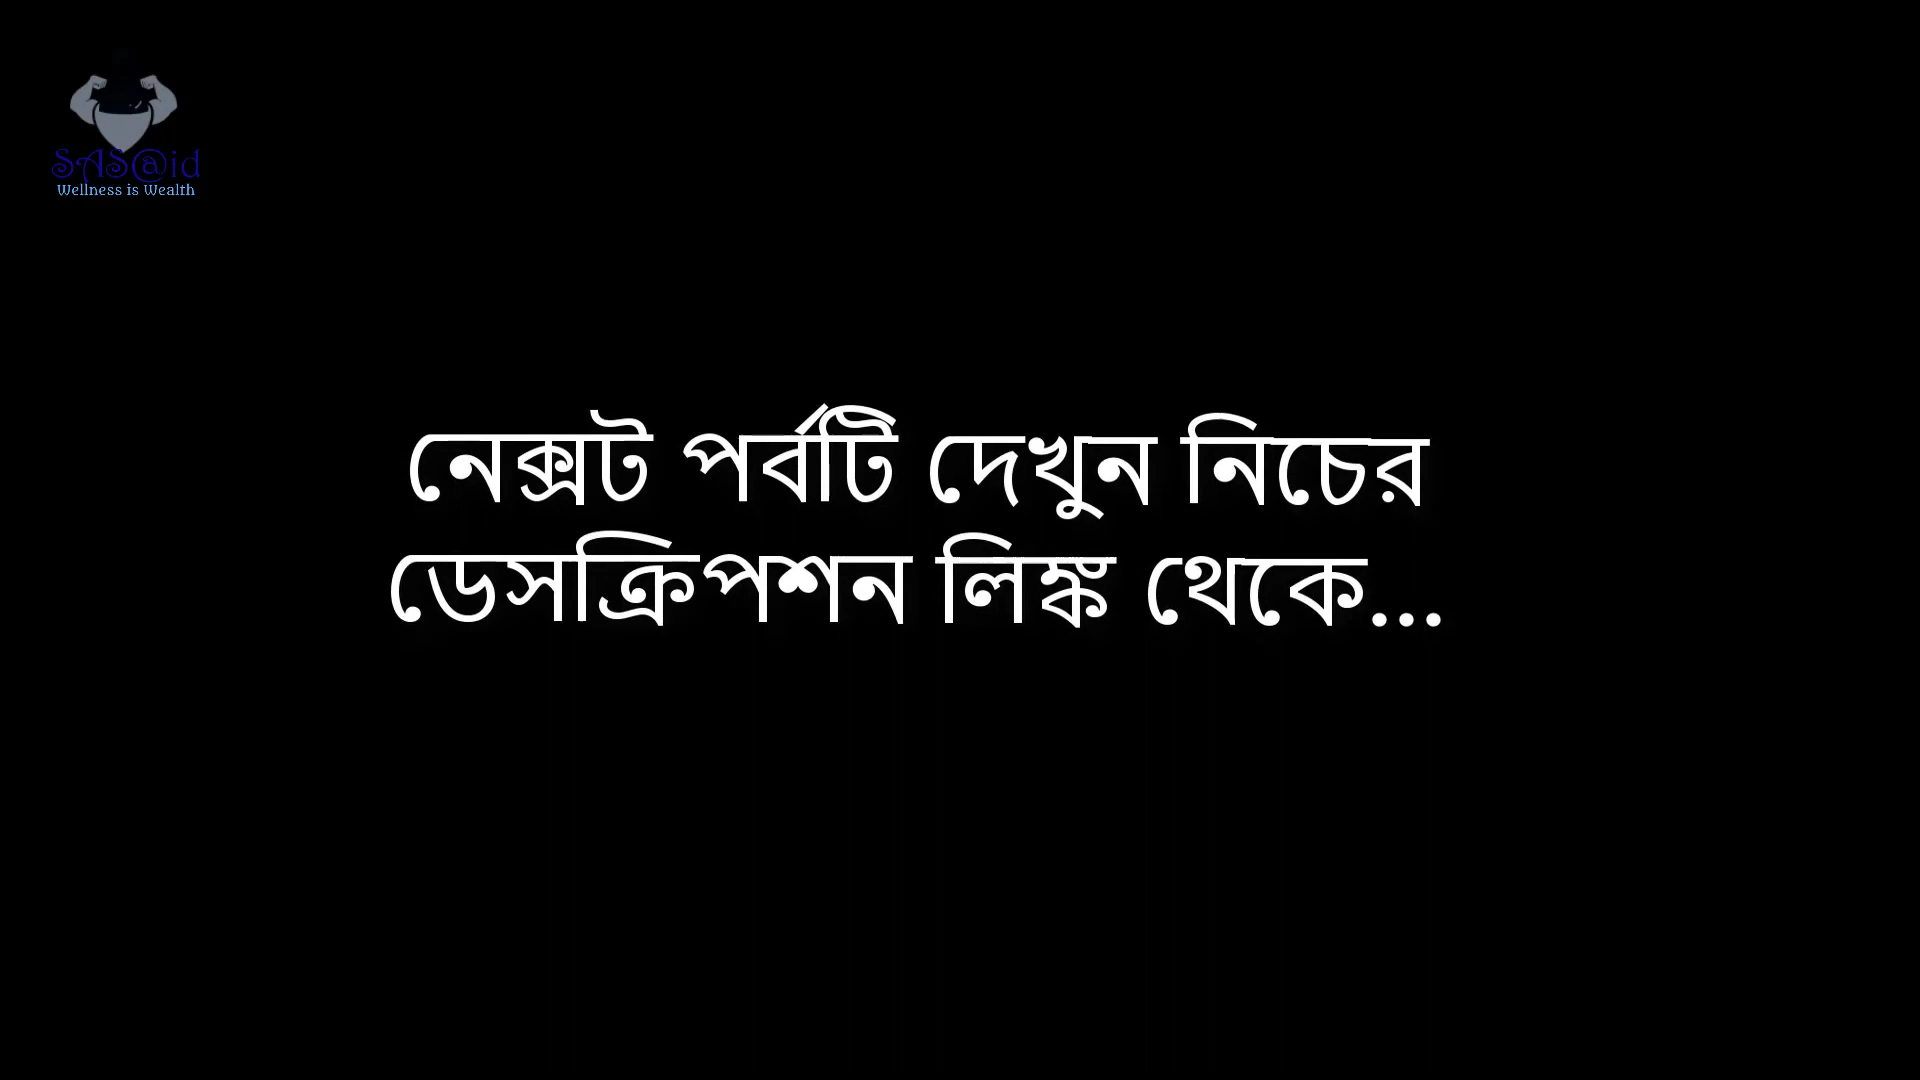 SAS@id
Wellness is Wealth
নেক্সট পর্বটি দেখুন নিচের
ডেসক্রিপশন লিঙ্ক থেকে...